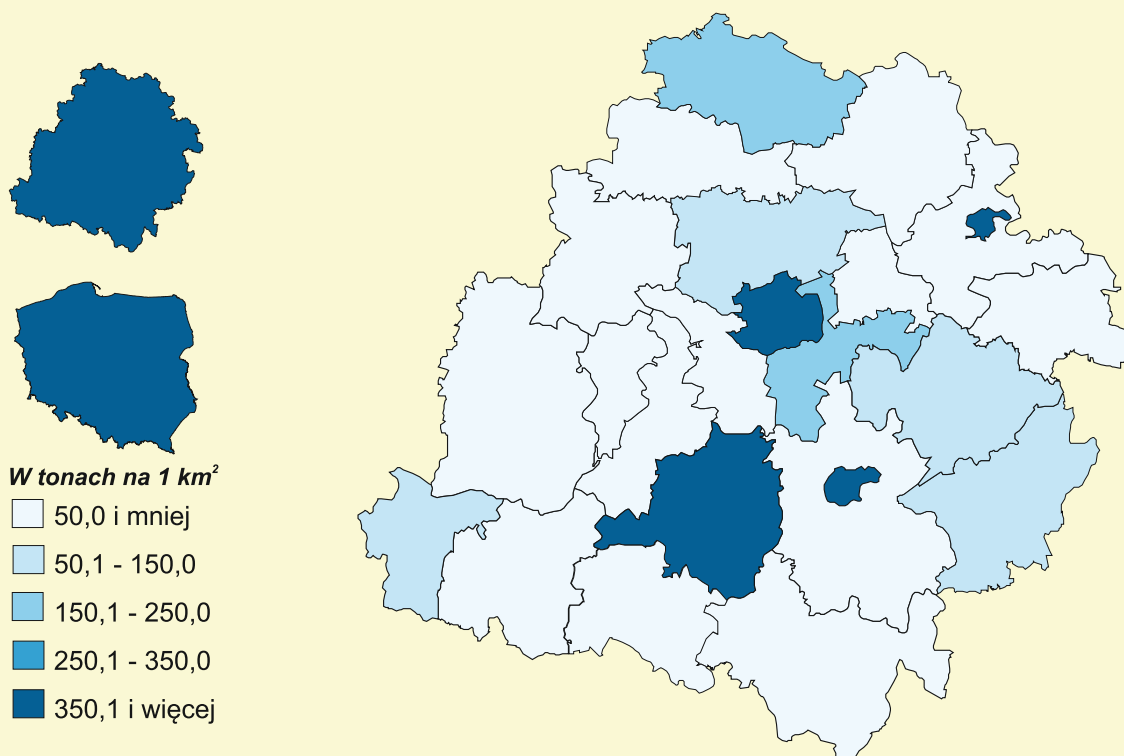 W tonach na 1 km²
50,0 i mniej
50,1 - 150,0
150,1 - 250,0
250,1 - 350,0
350,1 i więcej